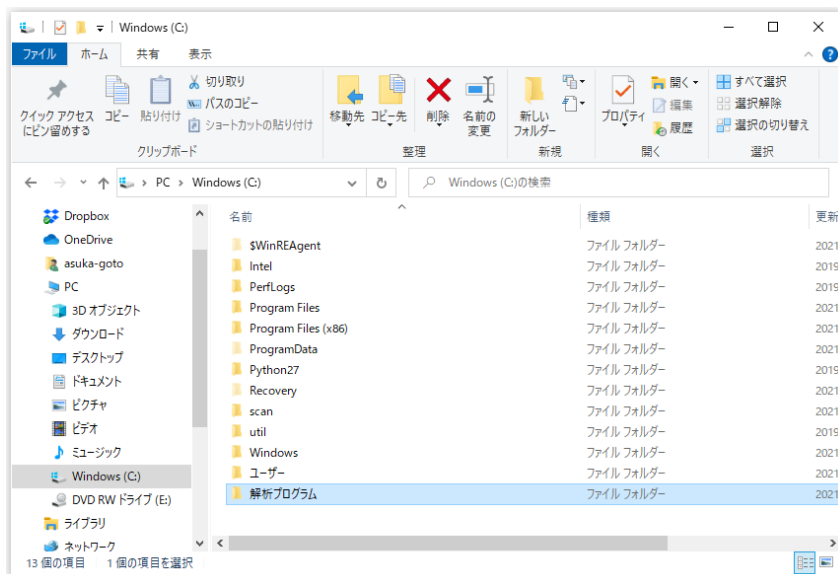 Windows (C:)
ファイル ホーム 共有 表示
クイック アクセス
にピン留めする
コピー
貼り付け
切り取り
パスのコピー
ショートカットの貼り付け
クリップボード
移動先
コピー先
削除
名前の
変更
整理
新しい
フォルダー
新規
プロパティ
開く
編集
履歴
開く
すべて選択
選択解除
選択の切り替え
選択
PC › Windows (C:)
Windows (C:)の検索
Dropbox
OneDrive
asuka-goto
PC
3D オブジェクト
ダウンロード
デスクトップ
ドキュメント
ピクチャ
ビデオ
ミュージック
Windows (C:)
DVD RW ドライブ (E:)
ライブラリ
ネットワーク
名前 種類 更新
$WinREAgent ファイル フォルダー 2021
Intel ファイル フォルダー 2019
PerfLogs ファイル フォルダー 2019
Program Files ファイル フォルダー 2021
Program Files (x86) ファイル フォルダー 2021
ProgramData ファイル フォルダー 2021
Python27 ファイル フォルダー 2019
Recovery ファイル フォルダー 2021
scan ファイル フォルダー 2021
util ファイル フォルダー 2019
Windows ファイル フォルダー 2021
ユーザー ファイル フォルダー 2021
解析プログラム ファイル フォルダー 2021
13 個の項目 1 個の項目を選択